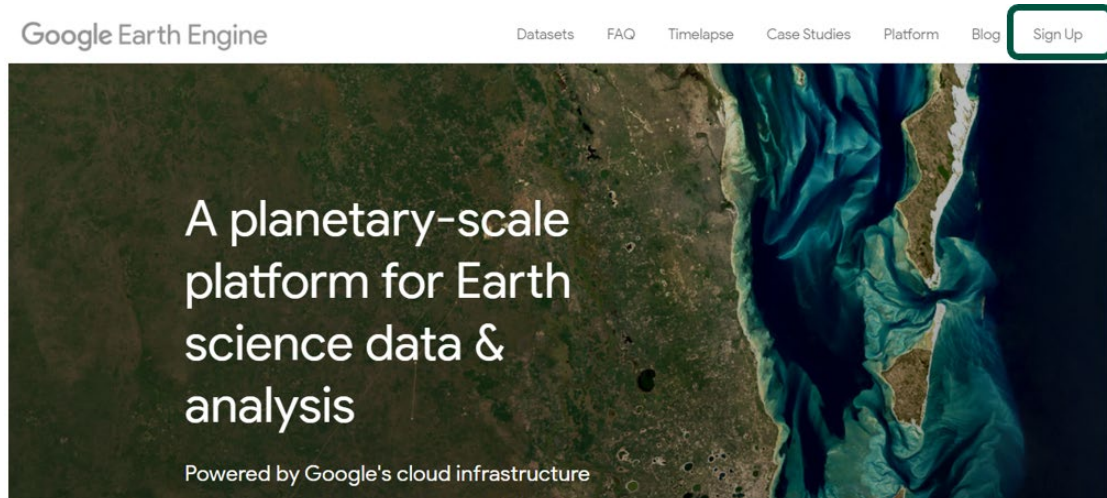 Google Earth Engine
Datasets FAQ Timelapse Case Studies Platform Blog Sign Up
A planetary-scale
platform for Earth
science data &
analysis
Powered by Google's cloud infrastructure